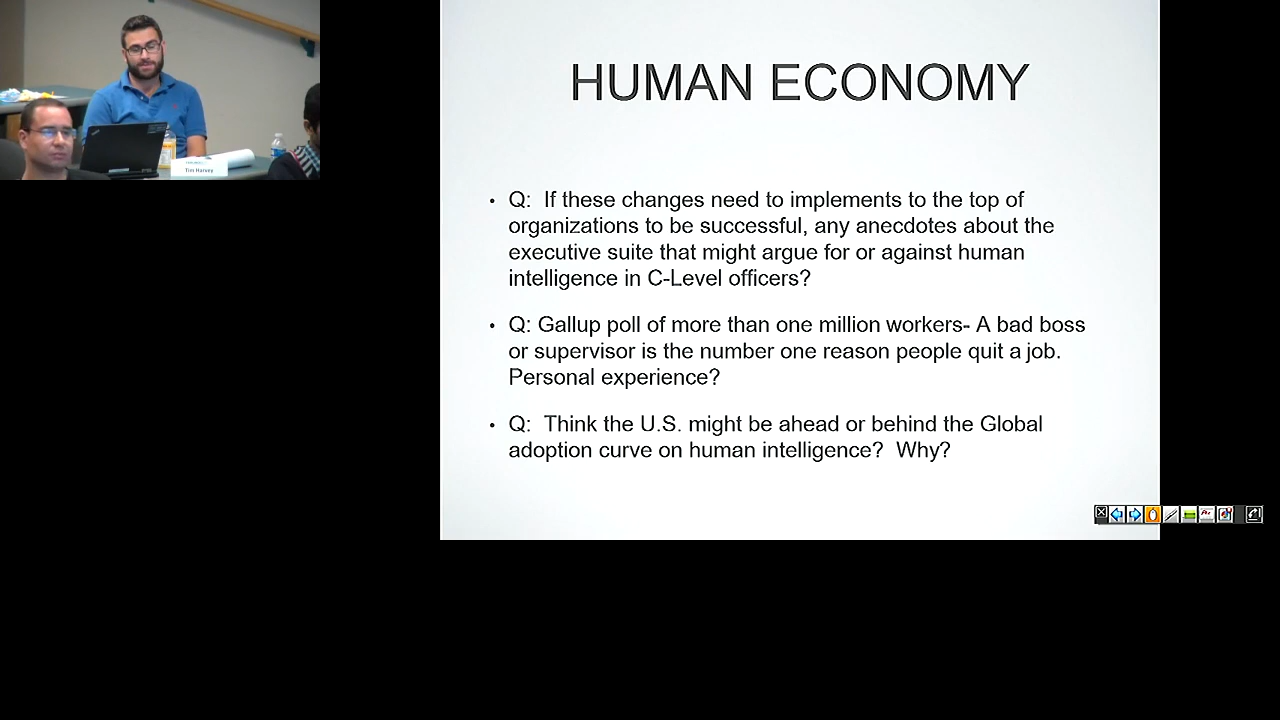 HUMAN ECONOMY
• Q: If these changes need to implements to the top of
organizations to be successful, any anecdotes about the
executive suite that might argue for or against human
intelligence in C-Level officers?
• Q: Gallup poll of more than one million workers- A bad boss
or supervisor is the number one reason people quit a job.
Personal experience?
• Q: Think the U.S. might be ahead or behind the Global
adoption curve on human intelligence? Why?
Tim Harvey